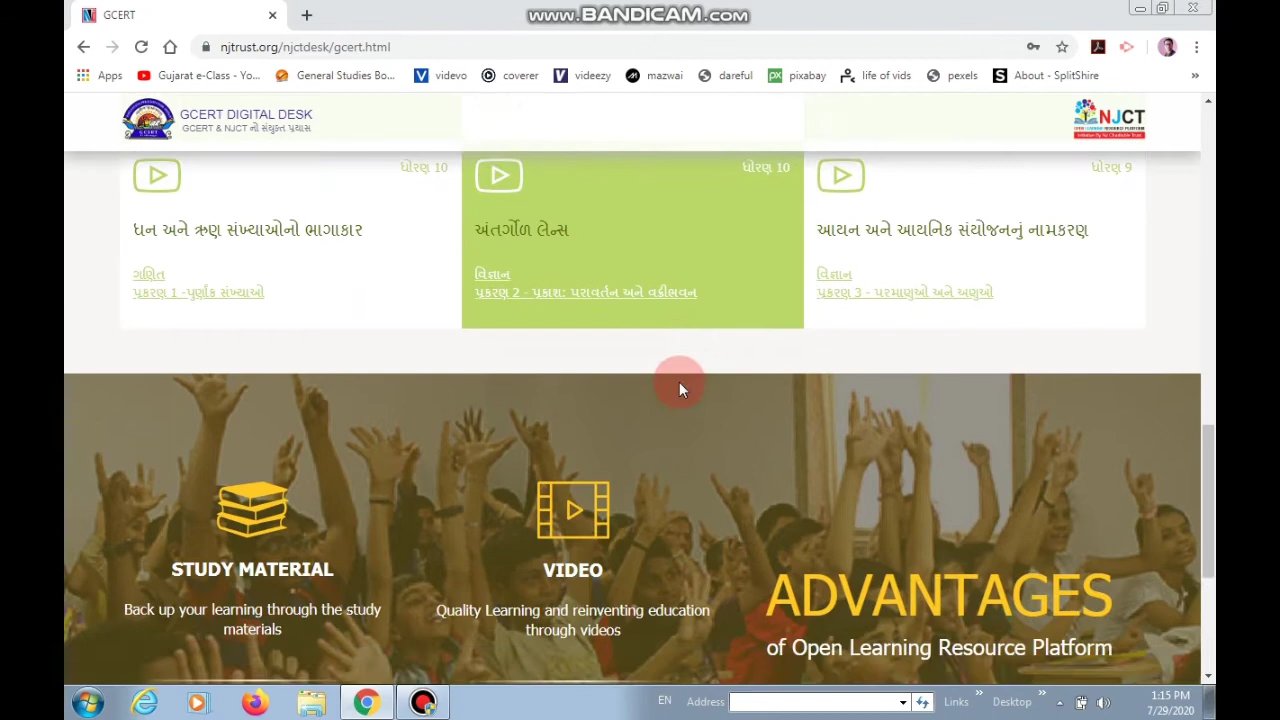 GCERT
www.BANDICAM.com
njtrust.org/njctdesk/gcert.html
Apps
Gujarat e-Class - Yo...
General Studies Bo...
videvo
coverer
videezy
mazwai
dareful
pixabay
life of vids
pexels
About - SplitShire
GCERT DIGITAL DESK
GCERT & NJCT નો સંયુક્ત પ્રયાસ
NJCT
ધોરણ 10
ધોરણ 10
ધોરણ 9
ધન અને ઋણ સંખ્યાઓનો ભાગાકાર
અંતર્ગોળ લેન્સ
આયન અને આયનિક સંયોજનનું નામકરણ
ગણિત
વિજ્ઞાન
વિજ્ઞાન
પ્રકરણ 1 -પુર્ણાંક સંખ્યાઓ
પ્રકરણ 2 - પ્રકાશ: પરાવર્તન અને વક્રીભવન
પ્રકરણ 3 - પરમાણુઓ અને અણુઓ
STUDY MATERIAL
Back up your learning through the study
materials
VIDEO
Quality Learning and reinventing education
through videos
ADVANTAGES
of Open Learning Resource Platform
EN
Address
Links
Desktop
1:15 PM
7/29/2020